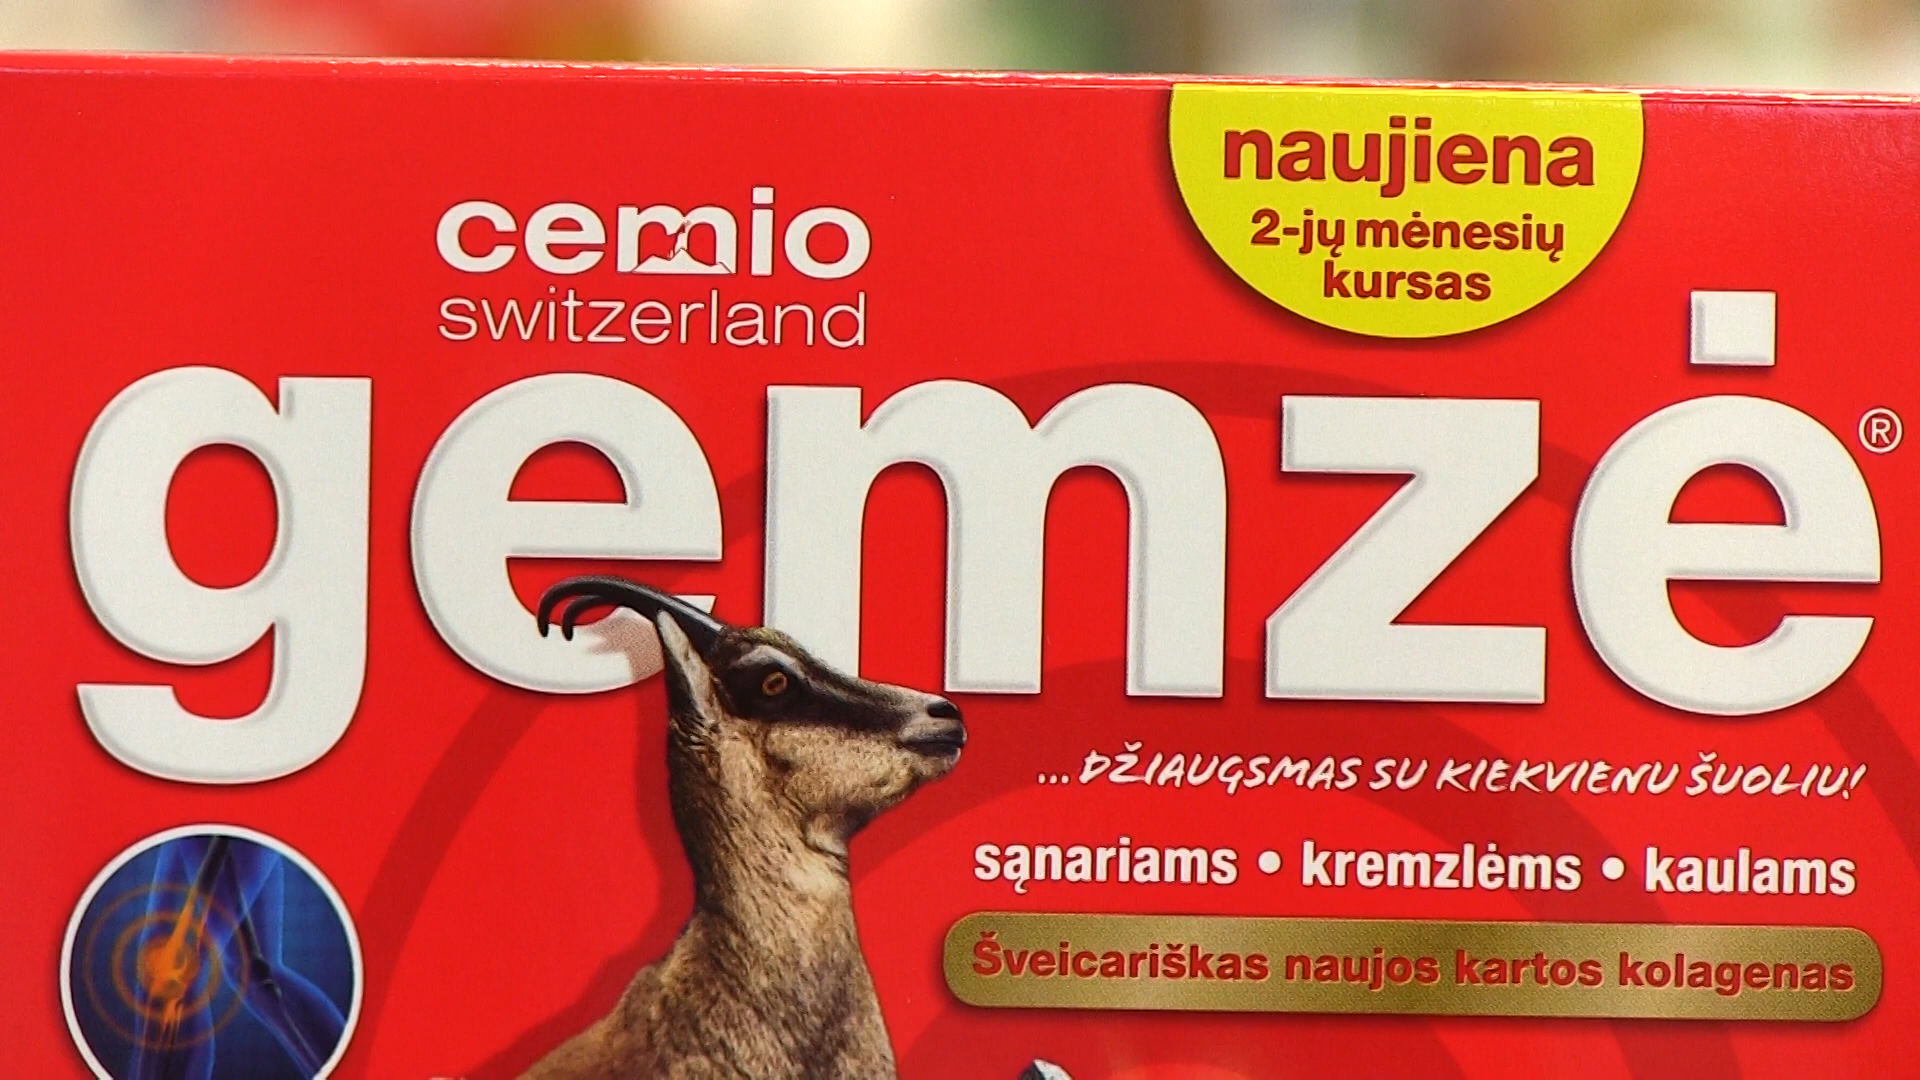 naujiena
2-jų mėnesių
kursas
cemio
switzerland
gemzė®
...DŽIAUGSMAS SU KIEKVIENU ŠUOLIU!
sąnariams • kremzlėms • kaulams
Šveicariškas naujos kartos kolagenas